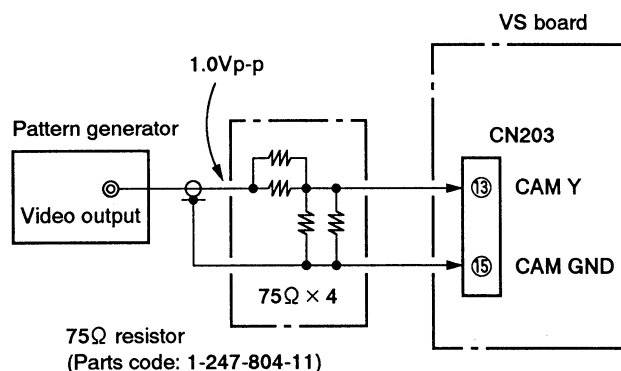 VS board
1.0Vp-p
Pattern generator
CN203
Video output
⑬ CAM Y
⑮ CAM GND
75Ω × 4
75Ω resistor
(Parts code: 1-247-804-11)